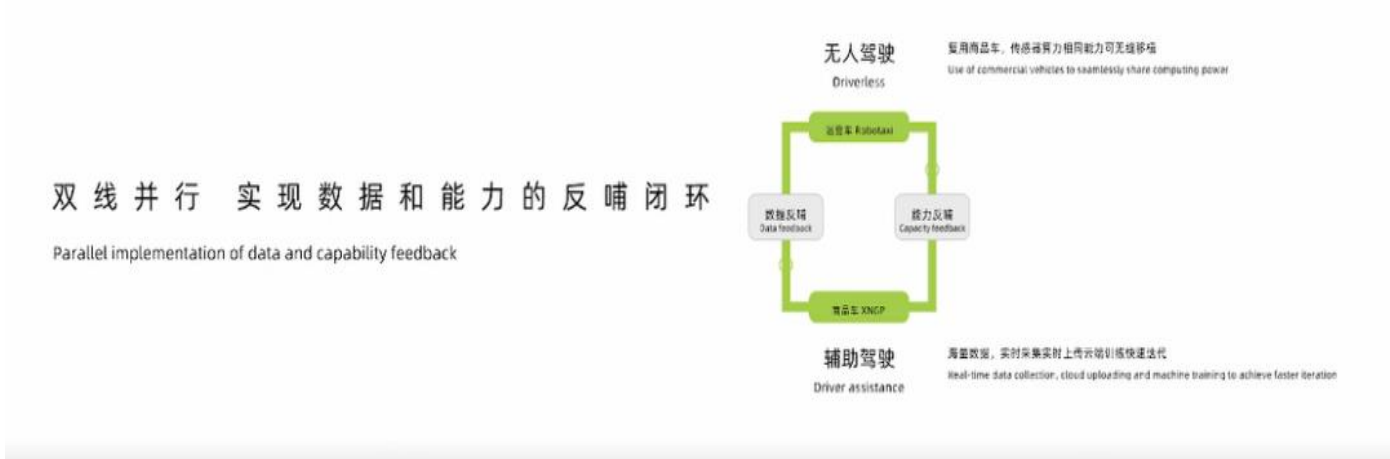 双线并行 实现数据和能力的反哺闭环
Parallel implementation of data and capability feedback
无人驾驶
Driverless
复用商品车，传感器算力相同能力可无缝移植
Use of commercial vehicles to seamlessly share computing power
运营车 Robotaxi
数据反哺
Data feedback
能力反哺
Capacity feedback
商品车 XNGP
辅助驾驶
Driver assistance
海量数据，实时采集实时上传云端训练快速迭代
Real-time data collection, cloud uploading and machine training to achieve faster iteration